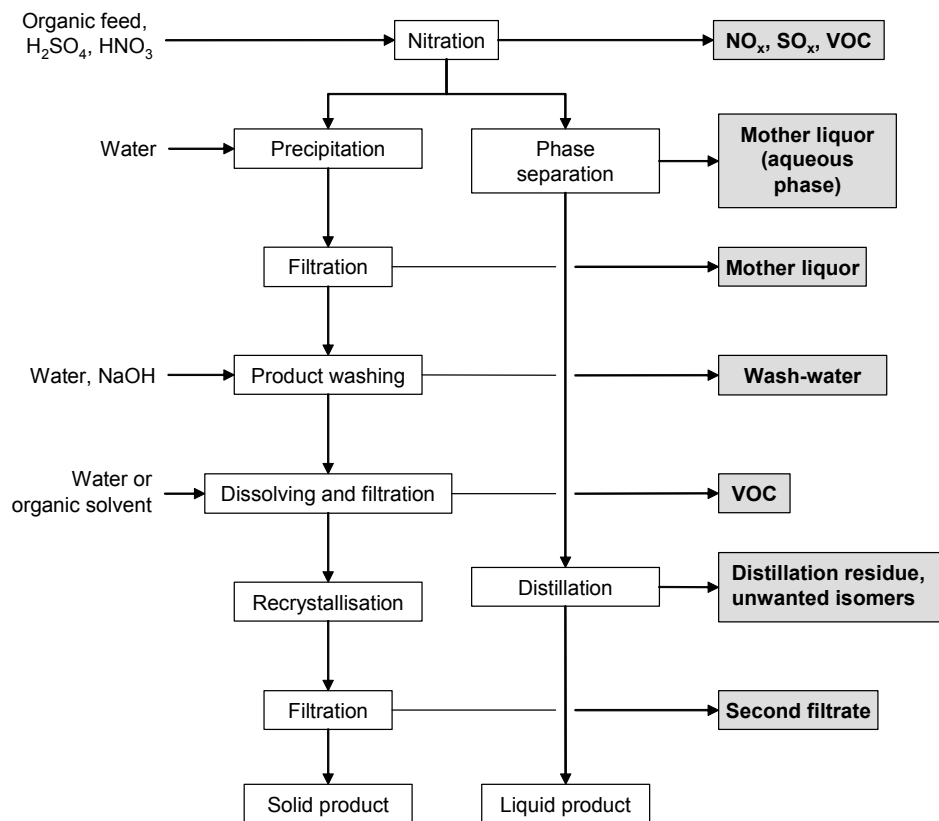 Organic feed,
H₂SO₄, HNO₃
Nitration
NOₓ, SOₓ, VOC
Water
Precipitation
Phase
separation
Mother liquor
(aqueous
phase)
Filtration
Mother liquor
Water, NaOH
Product washing
Wash-water
Water or
organic solvent
Dissolving and filtration
VOC
Recrystallisation
Distillation
Distillation residue,
unwanted isomers
Filtration
Second filtrate
Solid product
Liquid product